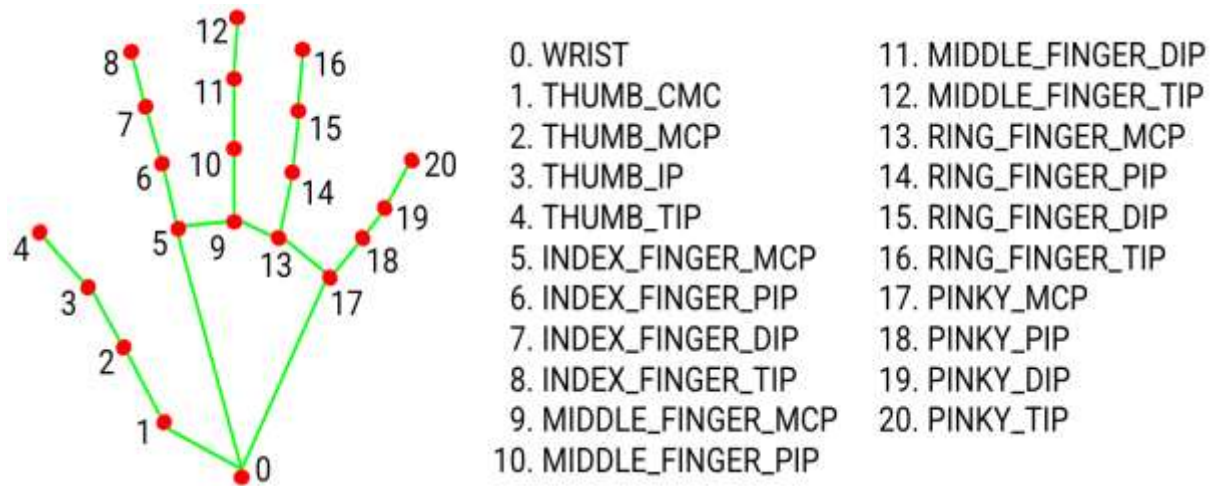 12
8
16
11
7
15
10
20
6
14
19
4
5
9
18
13
3
17
2
1
0
0. WRIST
1. THUMB_CMC
2. THUMB_MCP
3. THUMB_IP
4. THUMB_TIP
5. INDEX_FINGER_MCP
6. INDEX_FINGER_PIP
7. INDEX_FINGER_DIP
8. INDEX_FINGER_TIP
9. MIDDLE_FINGER_MCP
10. MIDDLE_FINGER_PIP
11. MIDDLE_FINGER_DIP
12. MIDDLE_FINGER_TIP
13. RING_FINGER_MCP
14. RING_FINGER_PIP
15. RING_FINGER_DIP
16. RING_FINGER_TIP
17. PINKY_MCP
18. PINKY_PIP
19. PINKY_DIP
20. PINKY_TIP